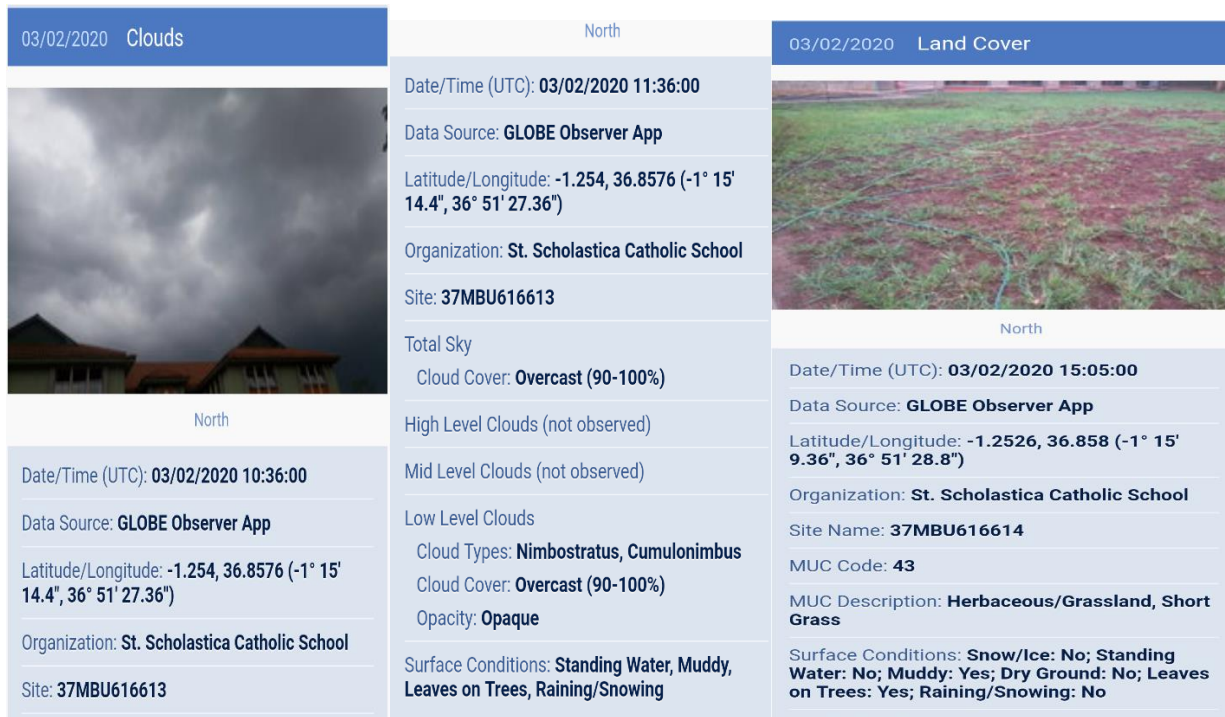 03/02/2020 Clouds
North
Date/Time (UTC): 03/02/2020 10:36:00
Data Source: GLOBE Observer App
Latitude/Longitude: -1.254, 36.8576 (-1° 15'
14.4", 36° 51' 27.36")
Organization: St. Scholastica Catholic School
Site: 37MBU616613
North
Date/Time (UTC): 03/02/2020 11:36:00
Data Source: GLOBE Observer App
Latitude/Longitude: -1.254, 36.8576 (-1° 15'
14.4", 36° 51' 27.36")
Organization: St. Scholastica Catholic School
Site: 37MBU616613
Total Sky
Cloud Cover: Overcast (90-100%)
High Level Clouds (not observed)
Mid Level Clouds (not observed)
Low Level Clouds
Cloud Types: Nimbostratus, Cumulonimbus
Cloud Cover: Overcast (90-100%)
Opacity: Opaque
Surface Conditions: Standing Water, Muddy,
Leaves on Trees, Raining/Snowing
03/02/2020 Land Cover
North
Date/Time (UTC): 03/02/2020 15:05:00
Data Source: GLOBE Observer App
Latitude/Longitude: -1.2526, 36.858 (-1° 15'
9.36", 36° 51' 28.8")
Organization: St. Scholastica Catholic School
Site Name: 37MBU616614
MUC Code: 43
MUC Description: Herbaceous/Grassland, Short
Grass
Surface Conditions: Snow/Ice: No; Standing
Water: No; Muddy: Yes; Dry Ground: No; Leaves
on Trees: Yes; Raining/Snowing: No